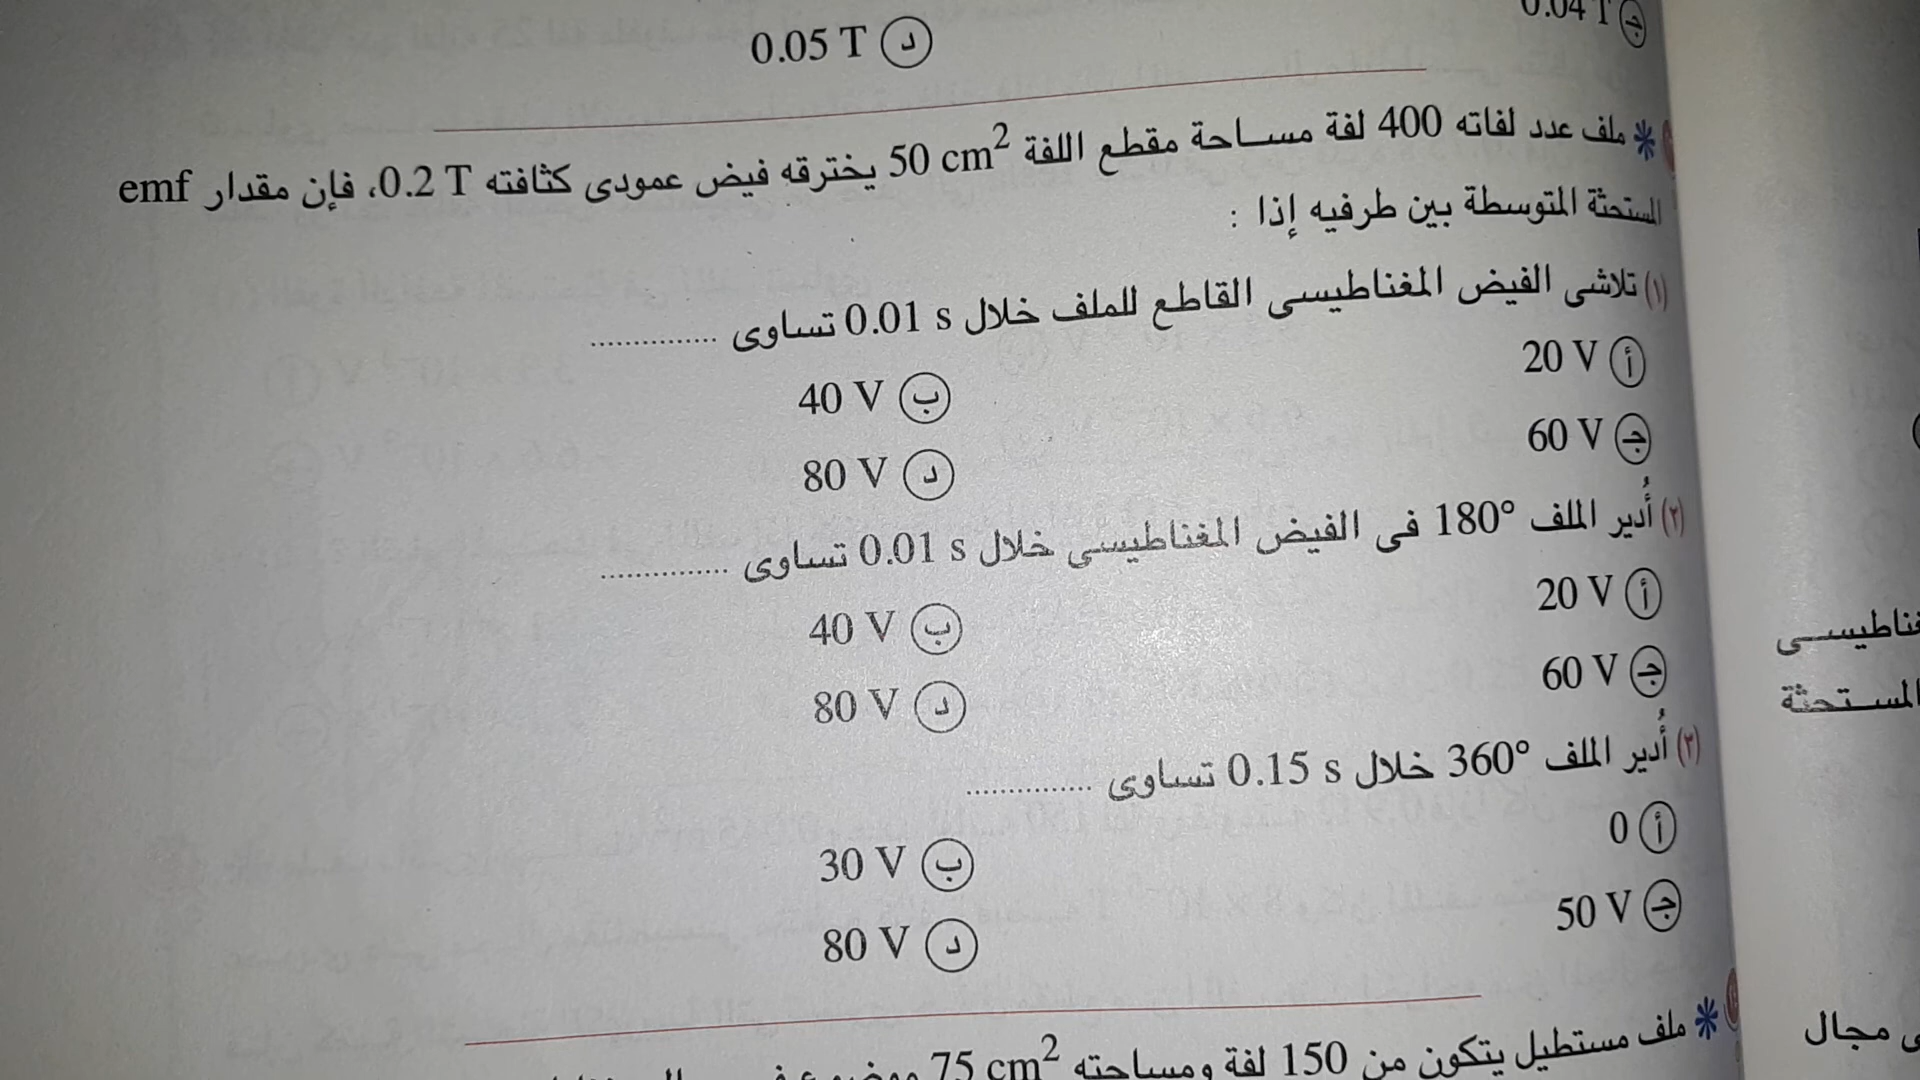 0.04 T ج
د 0.05 T
* ملف عدد لفاته 400 لفة مساحة مقطع اللفة 50 cm² يخترقه فيض عمودى كثافته 0.2 T، فإن مقدار emf
المستحثة المتوسطة بين طرفيه إذا :
(١) تلاشى الفيض المغناطيسى القاطع للملف خلال 0.01 s تساوى ...............
أ 20 V
ب 40 V
ج 60 V
د 80 V
(٢) أُدير الملف 180° فى الفيض المغناطيسى خلال 0.01 s تساوى ...............
أ 20 V
ب 40 V
ج 60 V
د 80 V
(٣) أُدير الملف 360° خلال 0.15 s تساوى ...............
أ 0
ب 30 V
ج 50 V
د 80 V
* ملف مستطيل يتكون من 150 لفة ومساحته 75 cm²
المستحثة
مجال